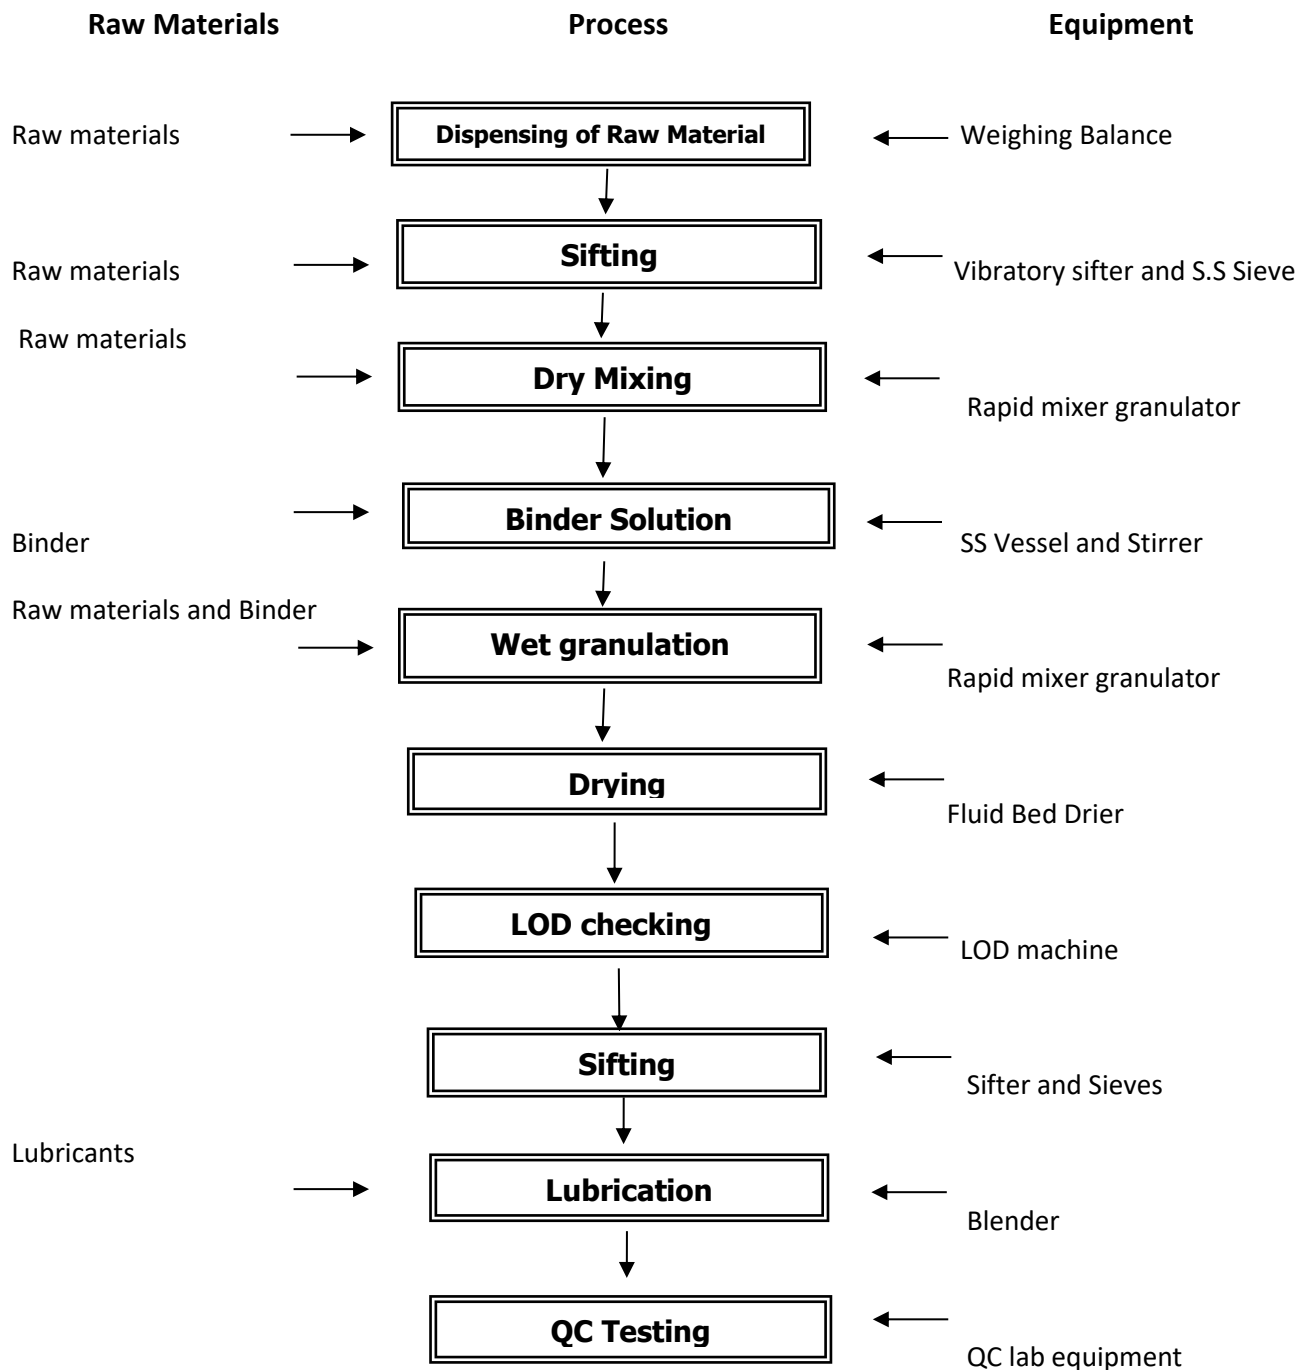 Raw Materials Process Equipment
Raw materials Dispensing of Raw Material Weighing Balance
Raw materials Sifting Vibratory sifter and S.S Sieve
Raw materials Dry Mixing Rapid mixer granulator
Binder Binder Solution SS Vessel and Stirrer
Raw materials and Binder Wet granulation Rapid mixer granulator
Drying Fluid Bed Drier
LOD checking LOD machine
Sifting Sifter and Sieves
Lubricants Lubrication Blender
QC Testing QC lab equipment